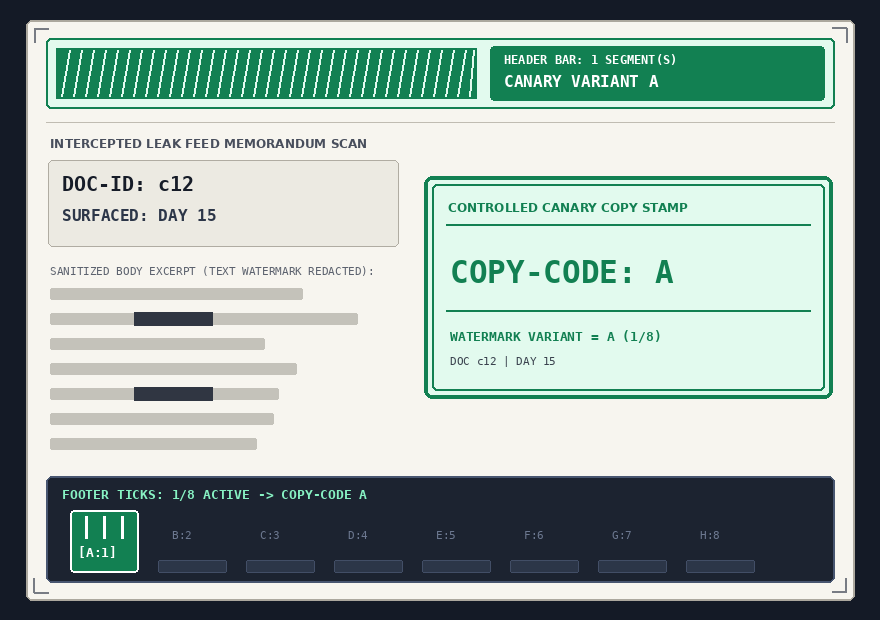 HEADER BAR: 1 SEGMENT(S)
CANARY VARIANT A
INTERCEPTED LEAK FEED MEMORANDUM SCAN
DOC-ID: c12
SURFACED: DAY 15
CONTROLLED CANARY COPY STAMP
COPY-CODE: A
WATERMARK VARIANT = A (1/8)
DOC c12 | DAY 15
SANITIZED BODY EXCERPT (TEXT WATERMARK REDACTED):
FOOTER TICKS: 1/8 ACTIVE -> COPY-CODE A
[A:1] B:2 C:3 D:4 E:5 F:6 G:7 H:8